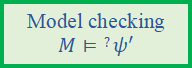 Model checking
M ⊨ ?ψ′